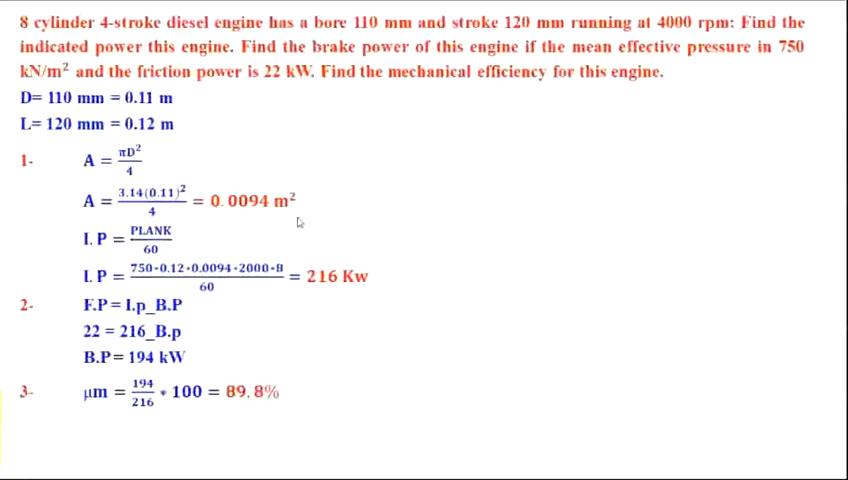 8 cylinder 4-stroke diesel engine has a bore 110 mm and stroke 120 mm running at 4000 rpm: Find the
indicated power this engine. Find the brake power of this engine if the mean effective pressure in 750
kN/m² and the friction power is 22 kW. Find the mechanical efficiency for this engine.
D= 110 mm = 0.11 m
L= 120 mm = 0.12 m
1- A = πD²/4
A = 3.14(0.11)²/4 = 0.0094 m²
I.P = PLANK/60
I.P = 750*0.12*0.0094*2000*8/60 = 216 Kw
2- F.P= I.p_B.P
22 = 216_B.p
B.P= 194 kW
3- μm = 194/216 * 100 = 89.8%